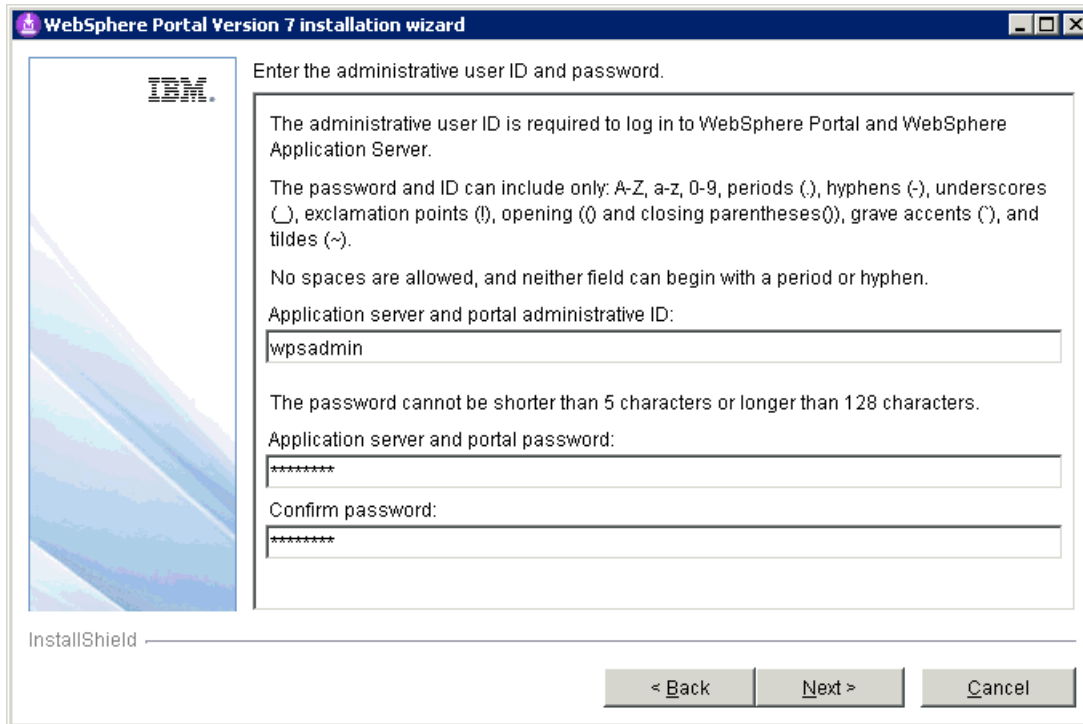 WebSphere Portal Version 7 installation wizard
IBM.
Enter the administrative user ID and password.
The administrative user ID is required to log in to WebSphere Portal and WebSphere
Application Server.
The password and ID can include only: A-Z, a-z, 0-9, periods (.), hyphens (-), underscores
(_), exclamation points (!), opening (() and closing parentheses()), grave accents (`), and
tildes (~).
No spaces are allowed, and neither field can begin with a period or hyphen.
Application server and portal administrative ID:
wpsadmin
The password cannot be shorter than 5 characters or longer than 128 characters.
Application server and portal password:
********
Confirm password:
********
InstallShield
< Back
Next >
Cancel